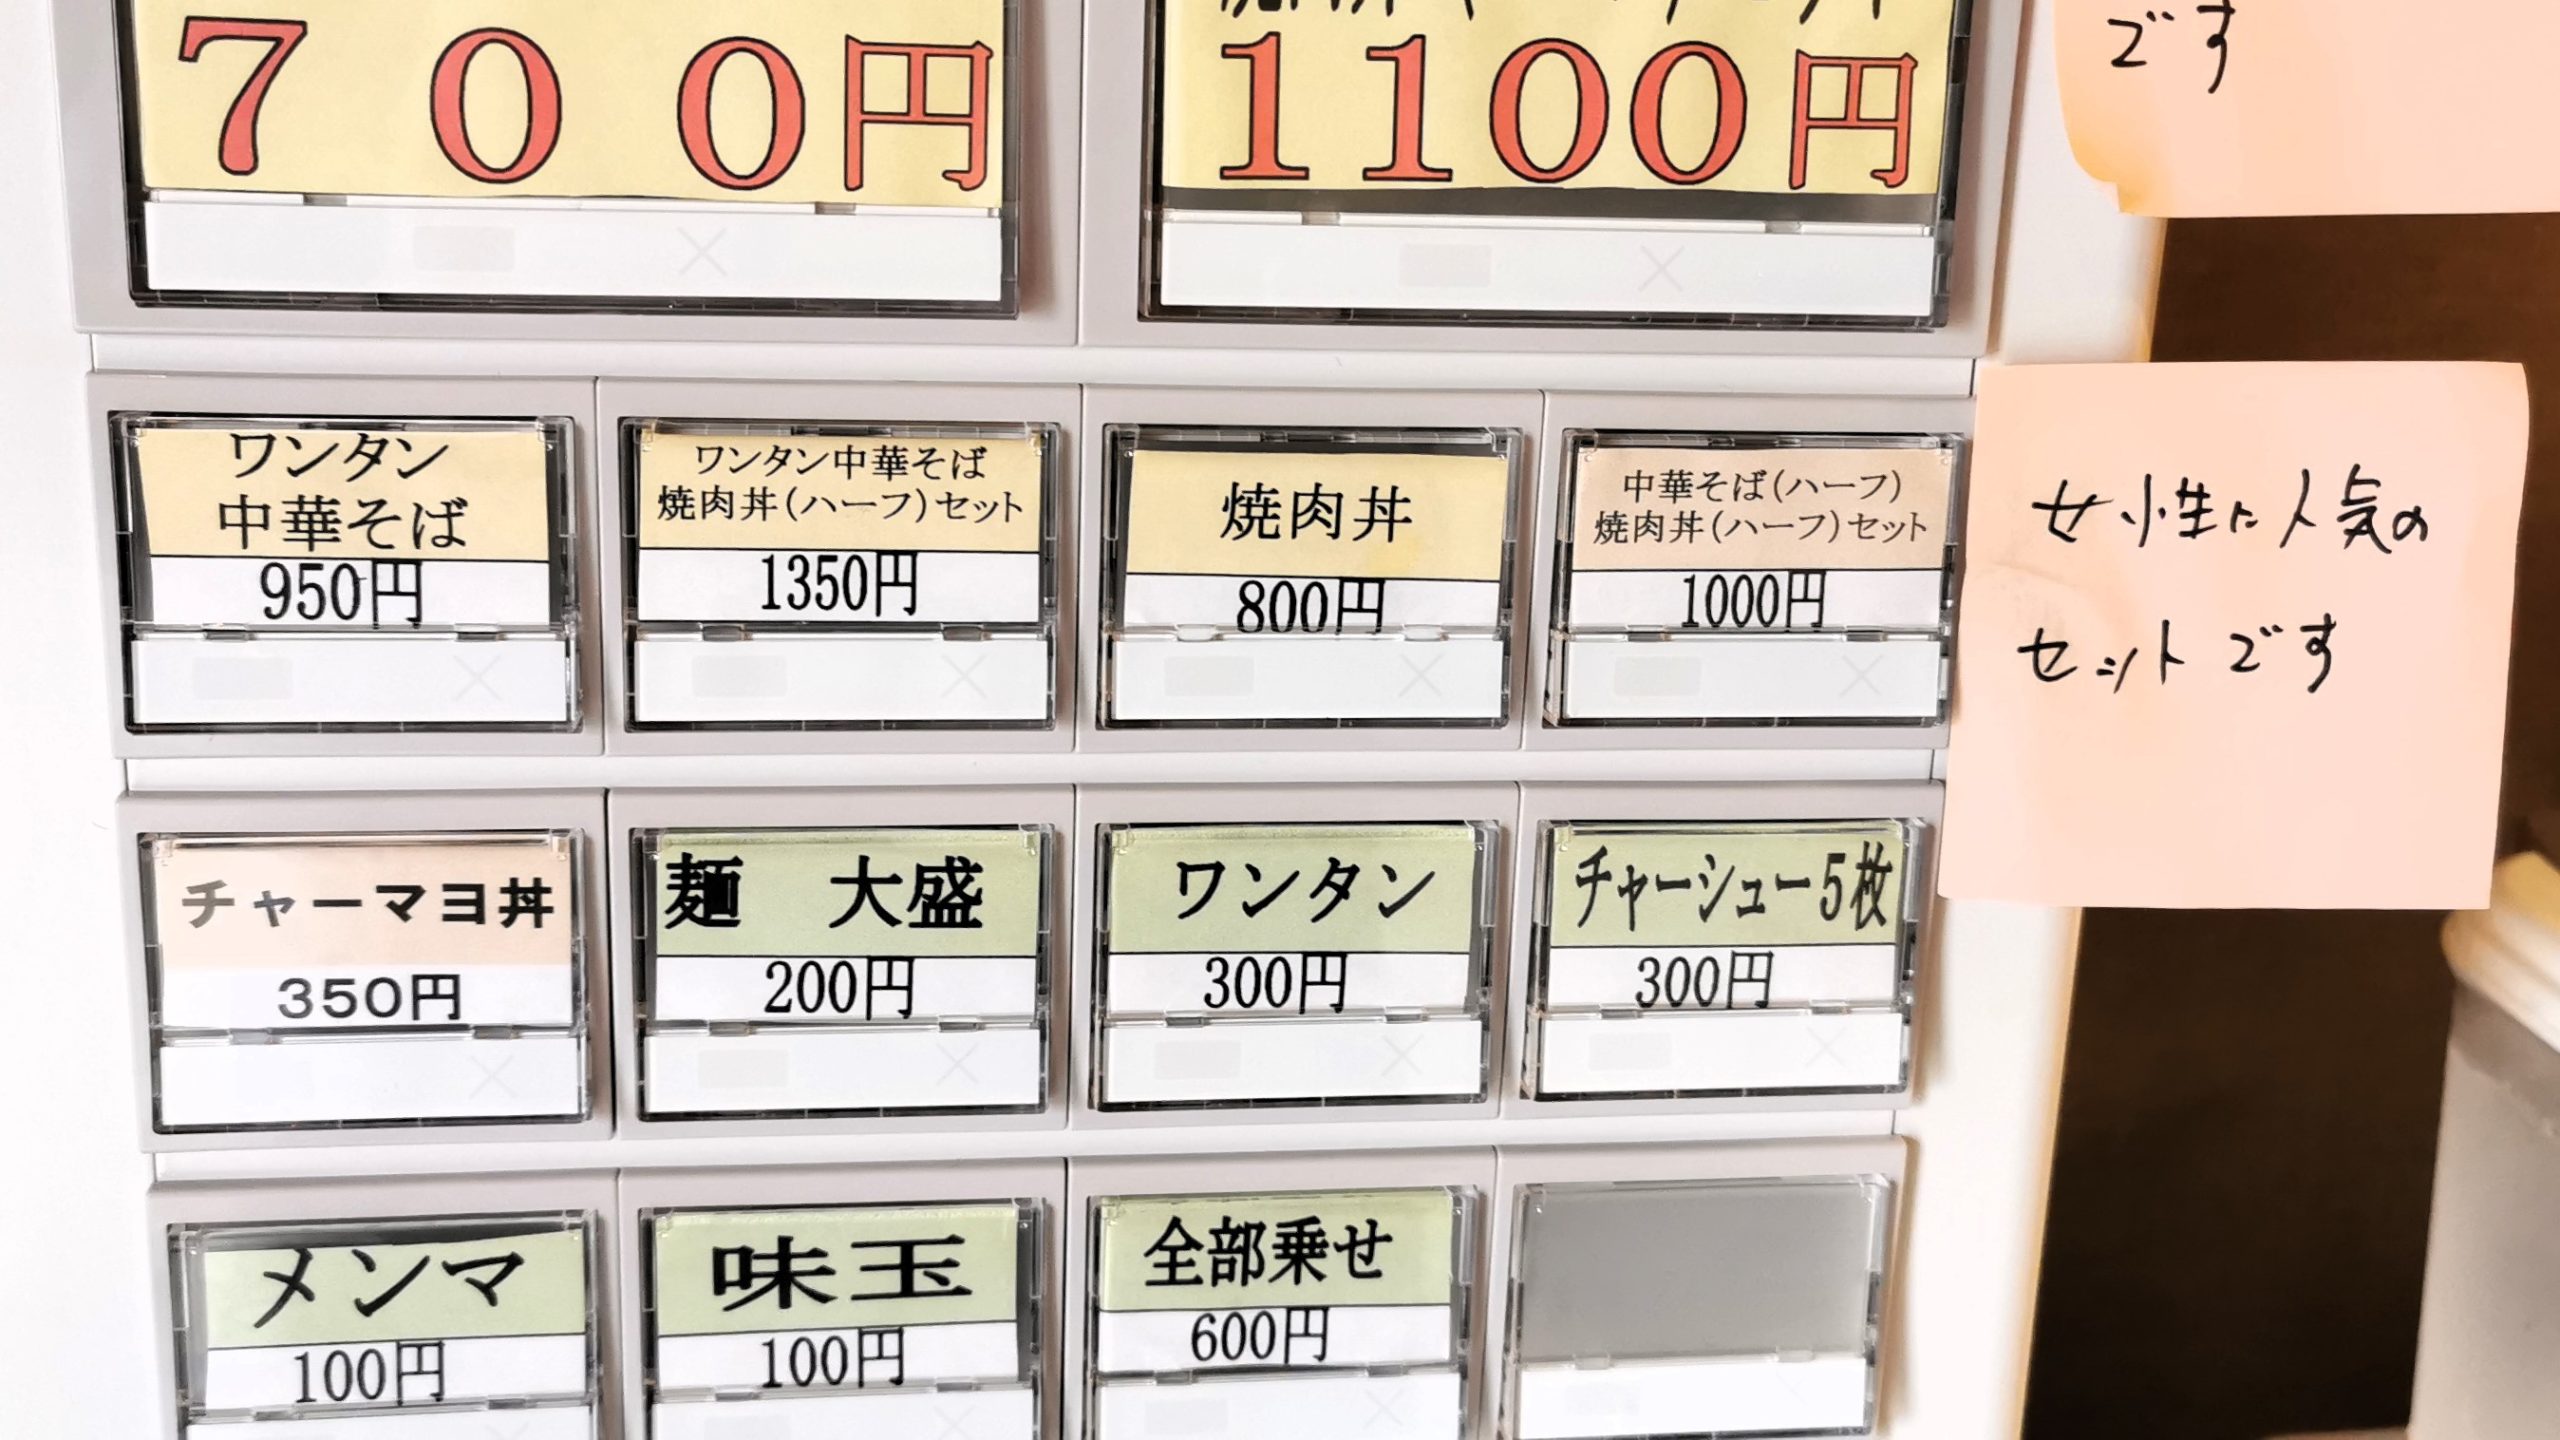 です
７００円
1100円
ワンタン
中華そば
950円
ワンタン中華そば
焼肉丼(ハーフ)セット
1350円
焼肉丼
800円
中華そば(ハーフ)
焼肉丼(ハーフ)セット
1000円
女性に人気の
セットです
チャーマヨ丼
350円
麺　大盛
200円
ワンタン
300円
チャーシュー5枚
300円
メンマ
100円
味玉
100円
全部乗せ
600円